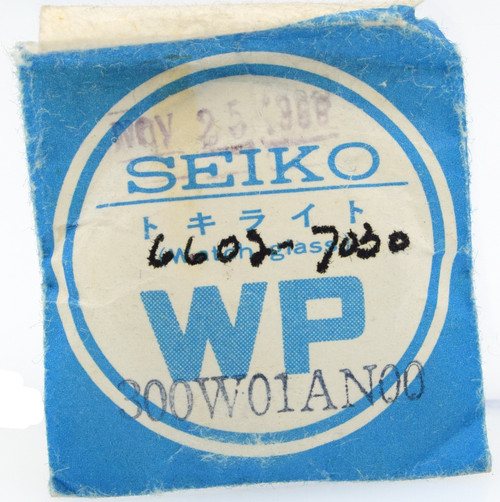 NOV 25 1968
SEIKO
トキライト
6602-7030
(Watch glass)
WP
300W01AN00